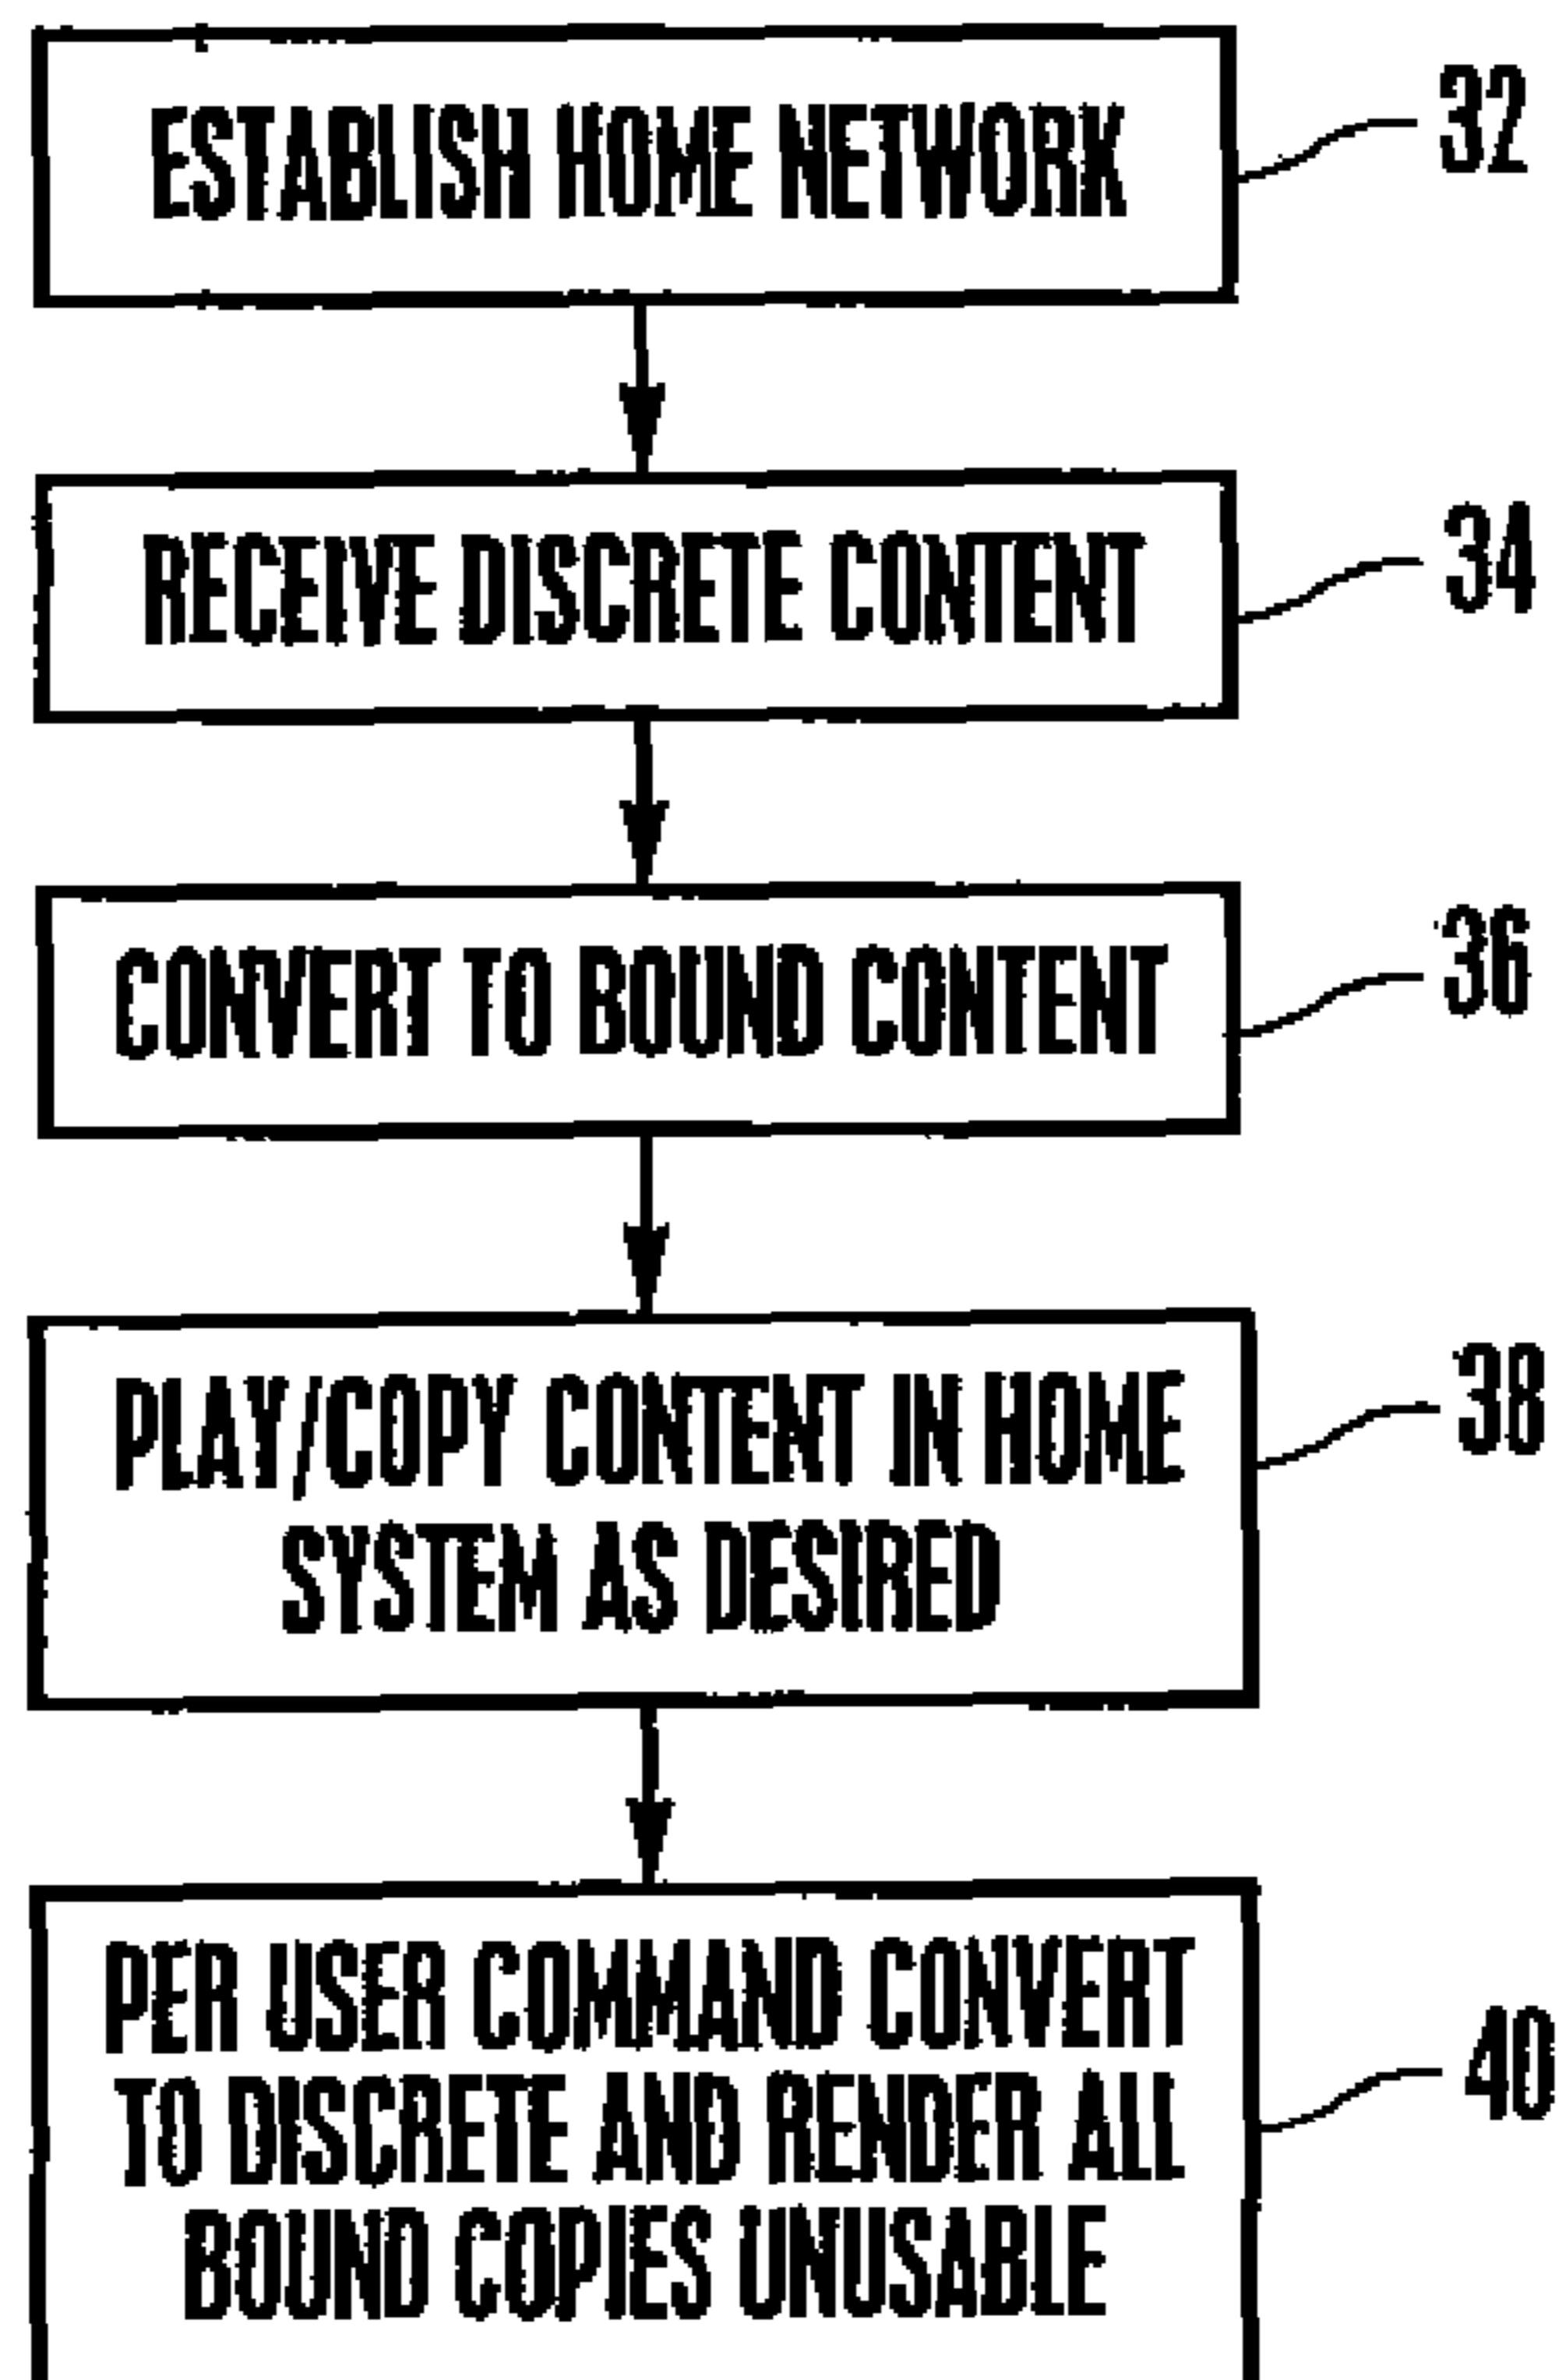 ESTABLISH HOME NETWORK
32
RECEIVE DISCRETE CONTENT
34
CONVERT TO BOUND CONTENT
36
PLAY/COPY CONTENT IN HOME
SYSTEM AS DESIRED
38
PER USER COMMAND CONVERT
TO DISCRETE AND RENDER ALL
BOUND COPIES UNUSABLE
40